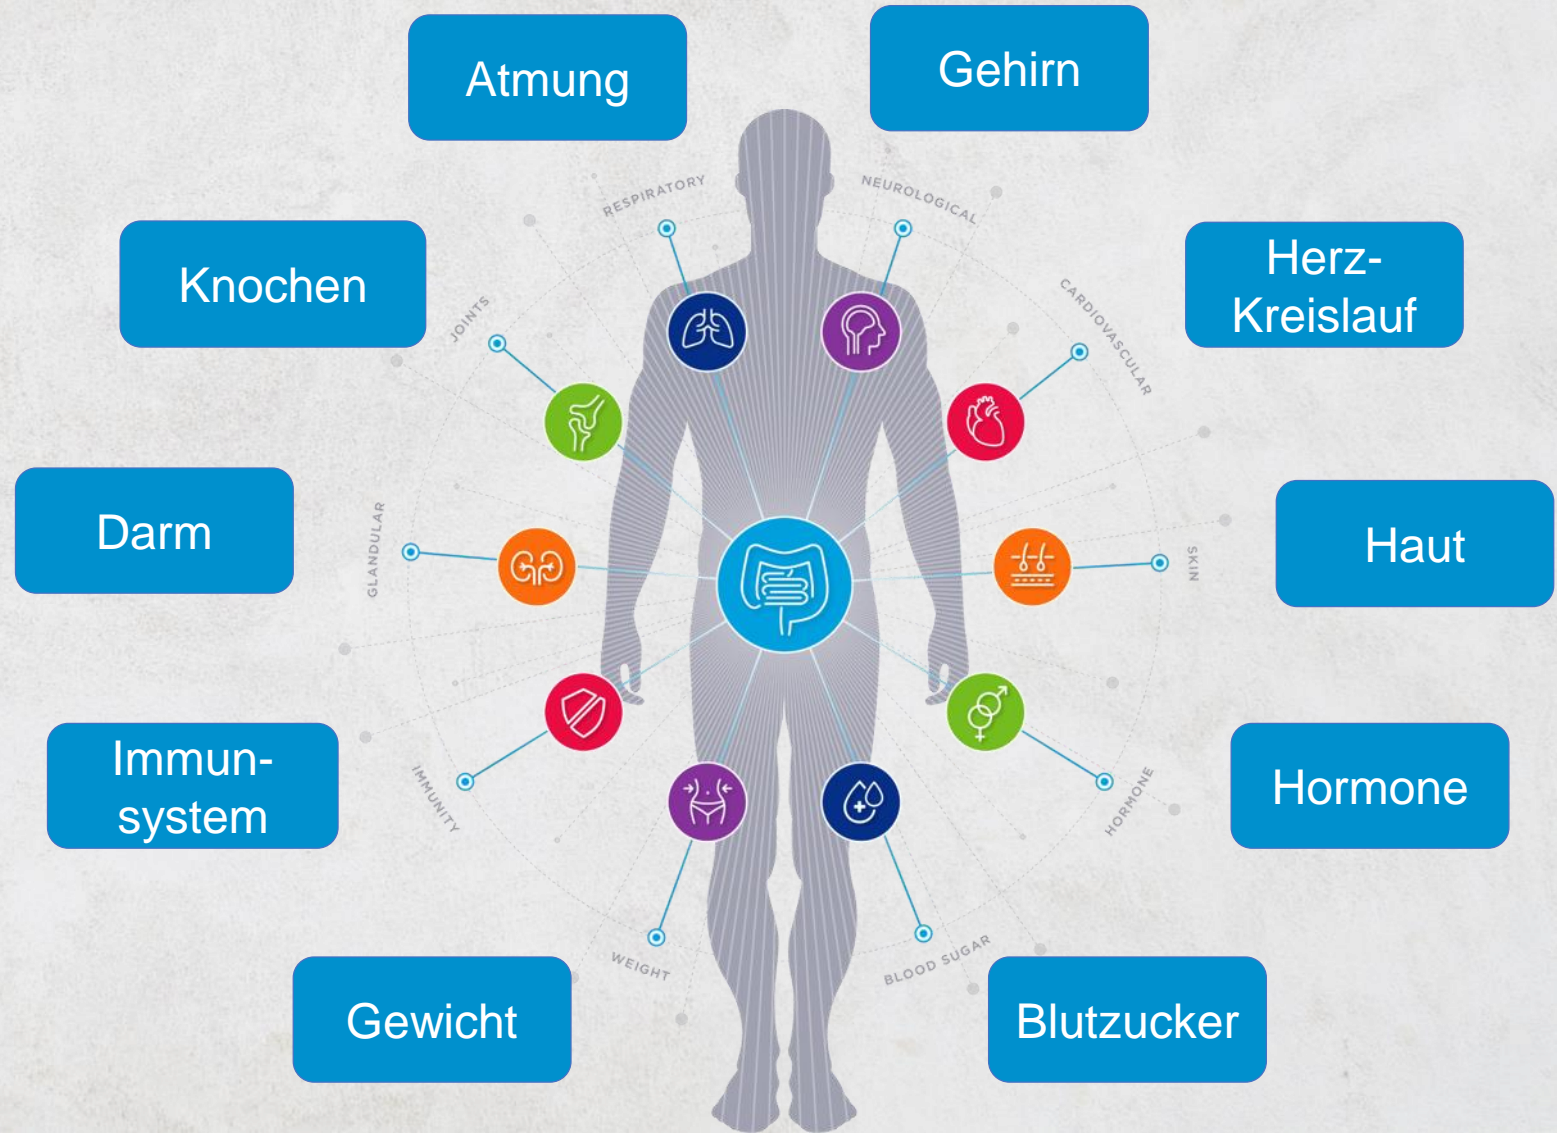 Atmung
Gehirn
RESPIRATORY
NEUROLOGICAL
Knochen
Herz-
Kreislauf
JOINTS
CARDIOVASCULAR
Darm
Haut
GLANDULAR
SKIN
Immun-
system
Hormone
IMMUNITY
HORMONE
WEIGHT
BLOOD SUGAR
Gewicht
Blutzucker